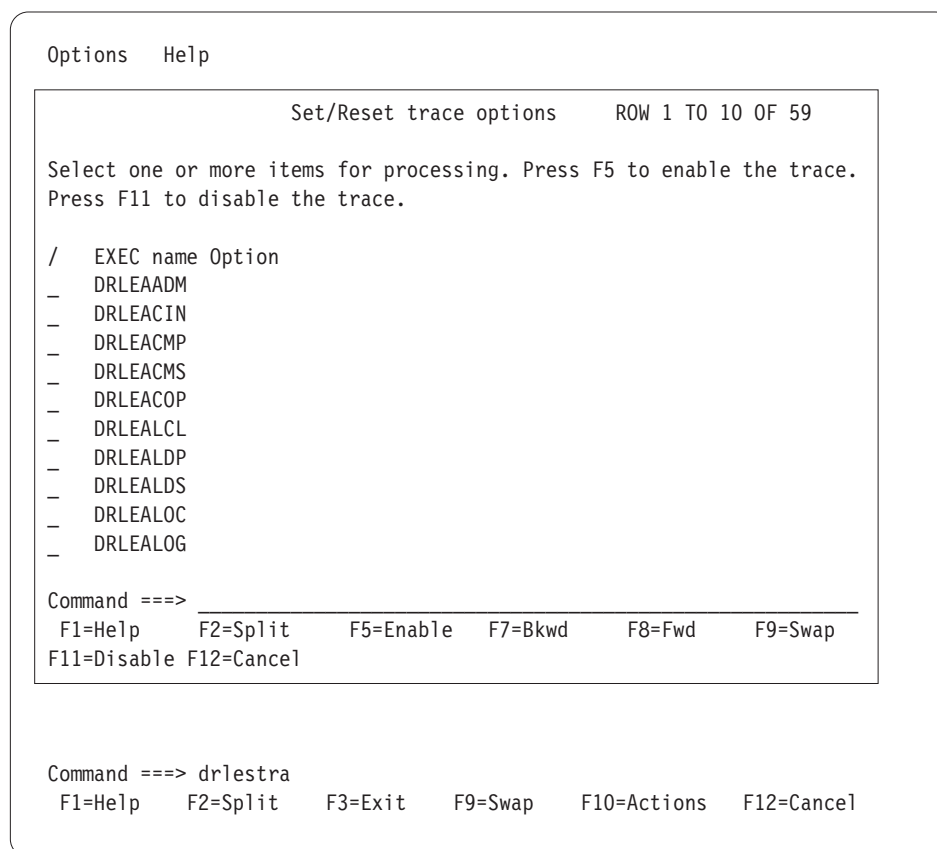 Options   Help
Set/Reset trace options     ROW 1 TO 10 OF 59
Select one or more items for processing. Press F5 to enable the trace.
Press F11 to disable the trace.
/   EXEC name Option
_   DRLEAADM
_   DRLEACIN
_   DRLEACMP
_   DRLEACMS
_   DRLEACOP
_   DRLEALCL
_   DRLEALDP
_   DRLEALDS
_   DRLEALOC
_   DRLEALOG
Command ===> _________________________________________________________
F1=Help     F2=Split     F5=Enable   F7=Bkwd      F8=Fwd      F9=Swap
F11=Disable F12=Cancel
Command ===> drlestra
F1=Help    F2=Split   F3=Exit    F9=Swap    F10=Actions   F12=Cancel